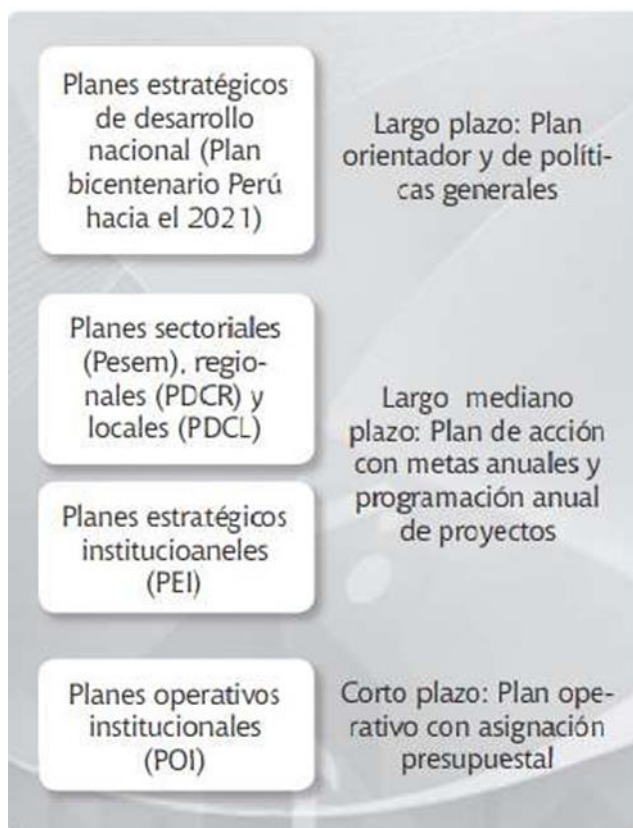 Planes estratégicos
de desarrollo
nacional (Plan
bicentenario Perú
hacia el 2021)
Largo plazo: Plan
orientador y de políti-
cas generales
Planes sectoriales
(Pesem), regio-
nales (PDCR) y
locales (PDCL)
Planes estratégicos
institucioaneles
(PEI)
Largo mediano
plazo: Plan de acción
con metas anuales y
programación anual
de proyectos
Planes operativos
institucionales
(POI)
Corto plazo: Plan ope-
rativo con asignación
presupuestal